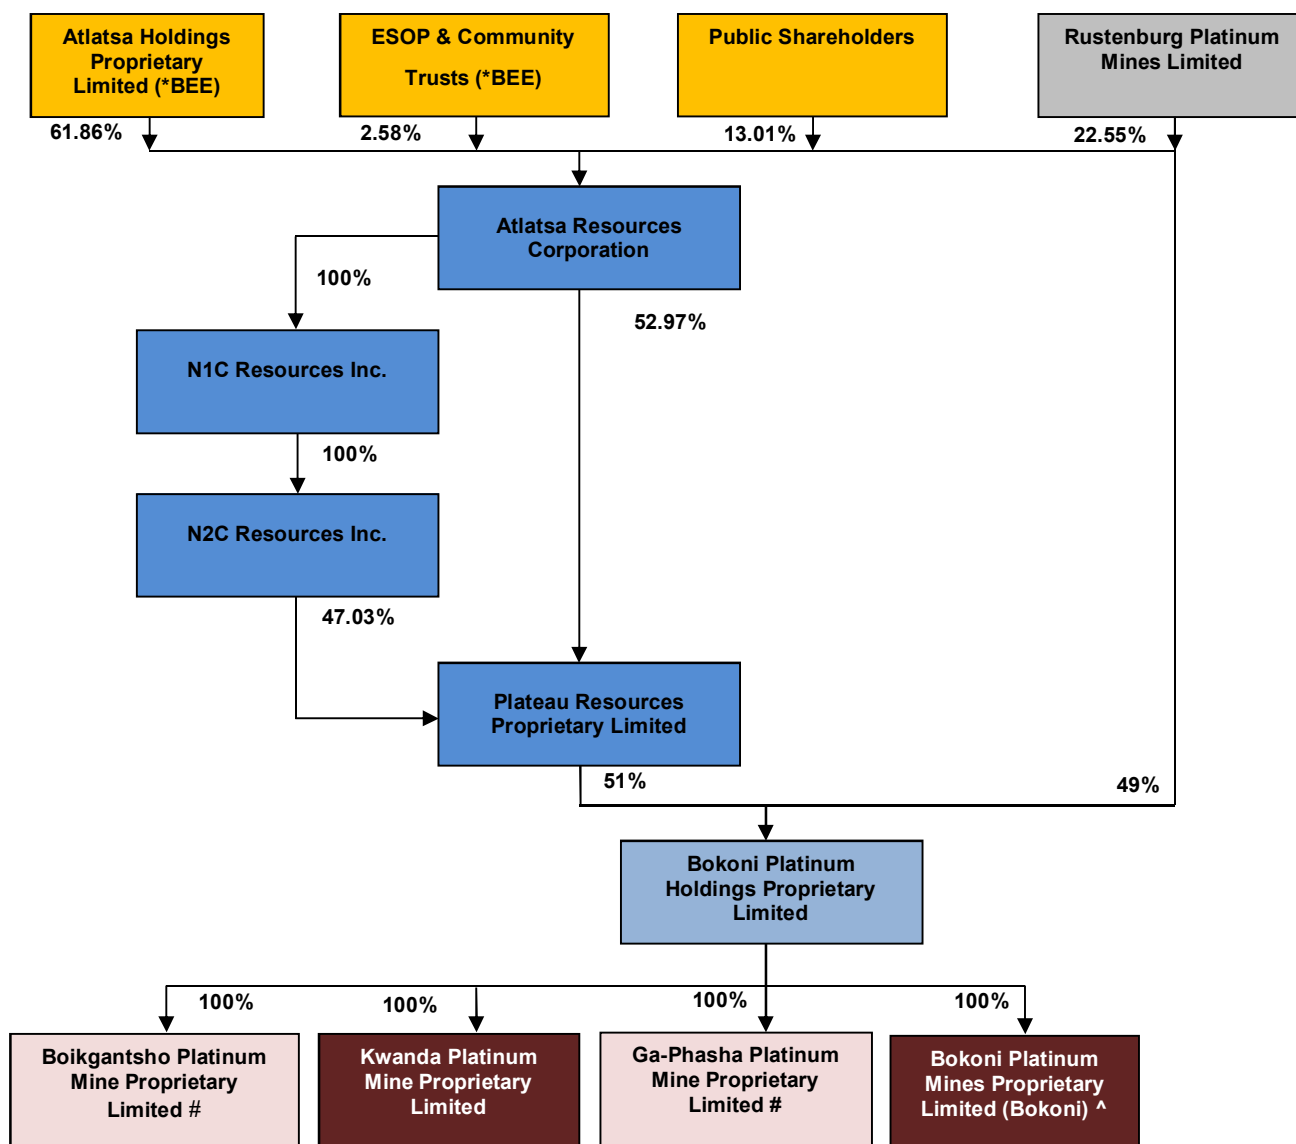 Atlatsa Holdings
Proprietary
Limited (*BEE)
ESOP & Community
Trusts (*BEE)
Public Shareholders
Rustenburg Platinum
Mines Limited
61.86%
2.58%
13.01%
22.55%
Atlatsa Resources
Corporation
100%
52.97%
N1C Resources Inc.
100%
N2C Resources Inc.
47.03%
Plateau Resources
Proprietary Limited
51%
49%
Bokoni Platinum
Holdings Proprietary
Limited
100%
100%
100%
100%
Boikgantsho Platinum
Mine Proprietary
Limited #
Kwanda Platinum
Mine Proprietary
Limited
Ga-Phasha Platinum
Mine Proprietary
Limited #
Bokoni Platinum
Mines Proprietary
Limited (Bokoni) ^